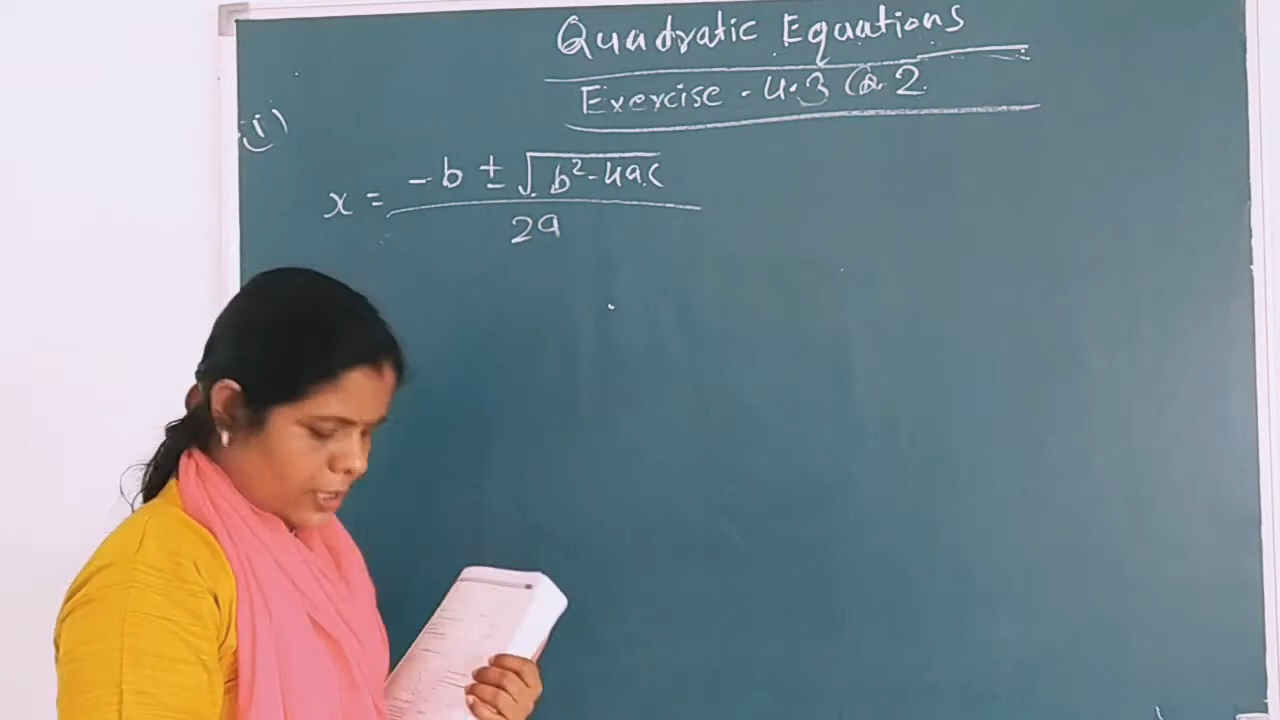 Quadratic Equations
Exercise - 4.3 Q. 2
(i)
x = -b ± √b²-4ac
2a